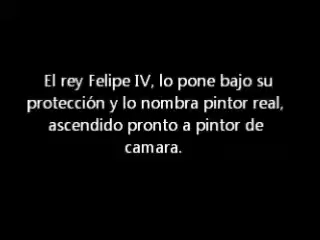 El rey Felipe IV, lo pone bajo su
protección y lo nombra pintor real,
ascendido pronto a pintor de
camara.